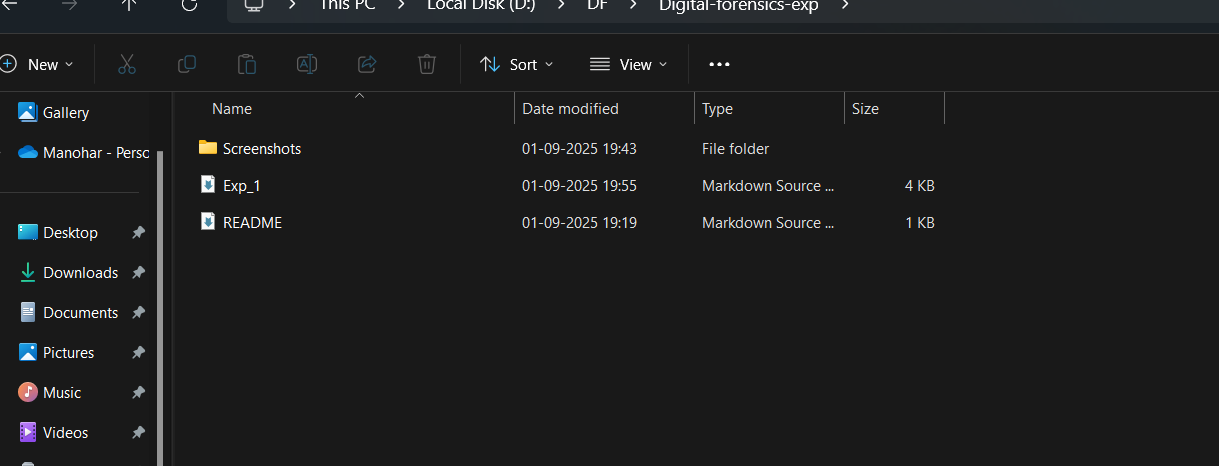 This PC > Local Disk (D:) > DF > Digital-forensics-exp >
New Sort View
Name Date modified Type Size
Gallery
Manohar - Perso
Desktop
Downloads
Documents
Pictures
Music
Videos
Screenshots 01-09-2025 19:43 File folder
Exp_1 01-09-2025 19:55 Markdown Source ... 4 KB
README 01-09-2025 19:19 Markdown Source ... 1 KB